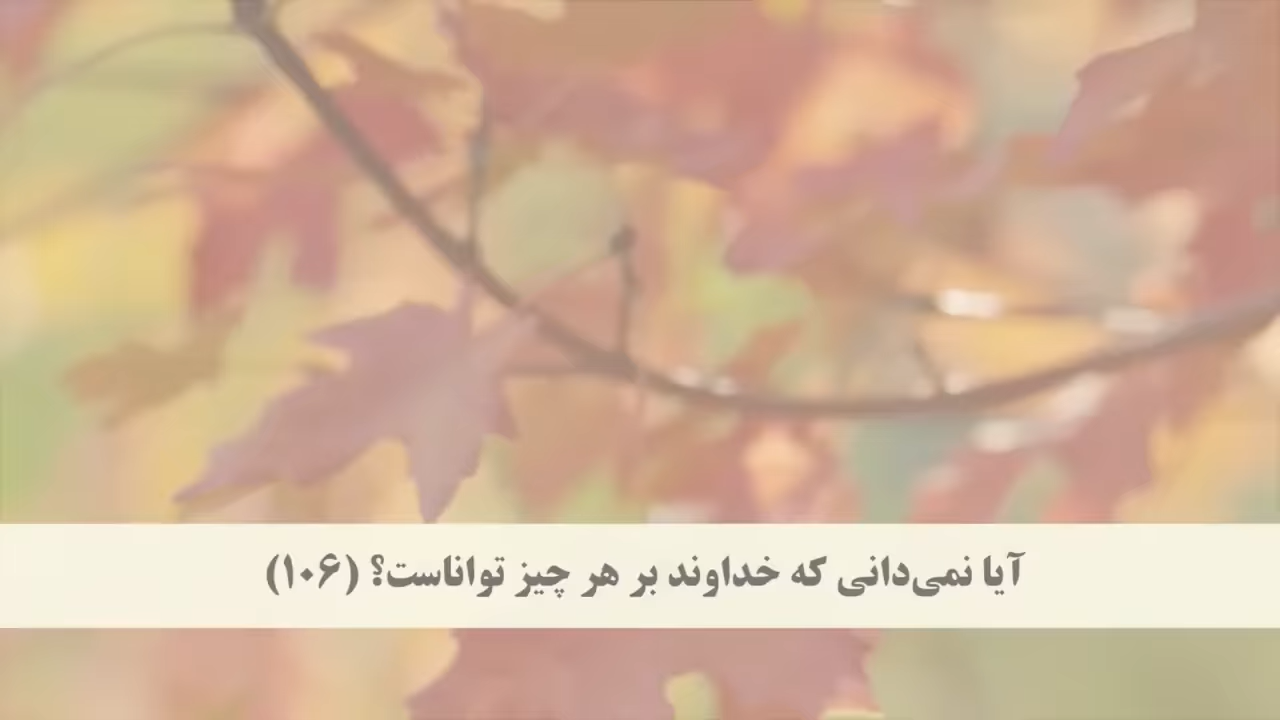 آیا نمی‌دانی که خداوند بر هر چیز تواناست؟ (۱۰۶)